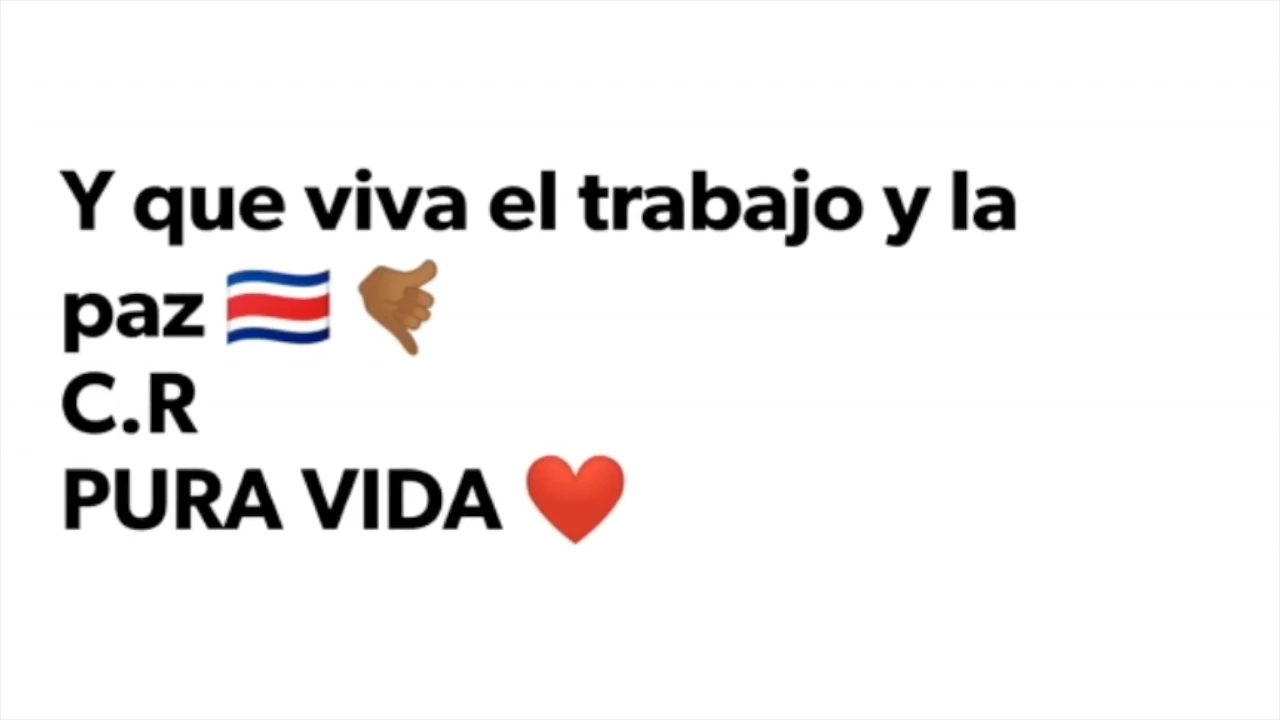 Y que viva el trabajo y la
paz 🇨🇷 🤙🏾
C.R
PURA VIDA ❤️